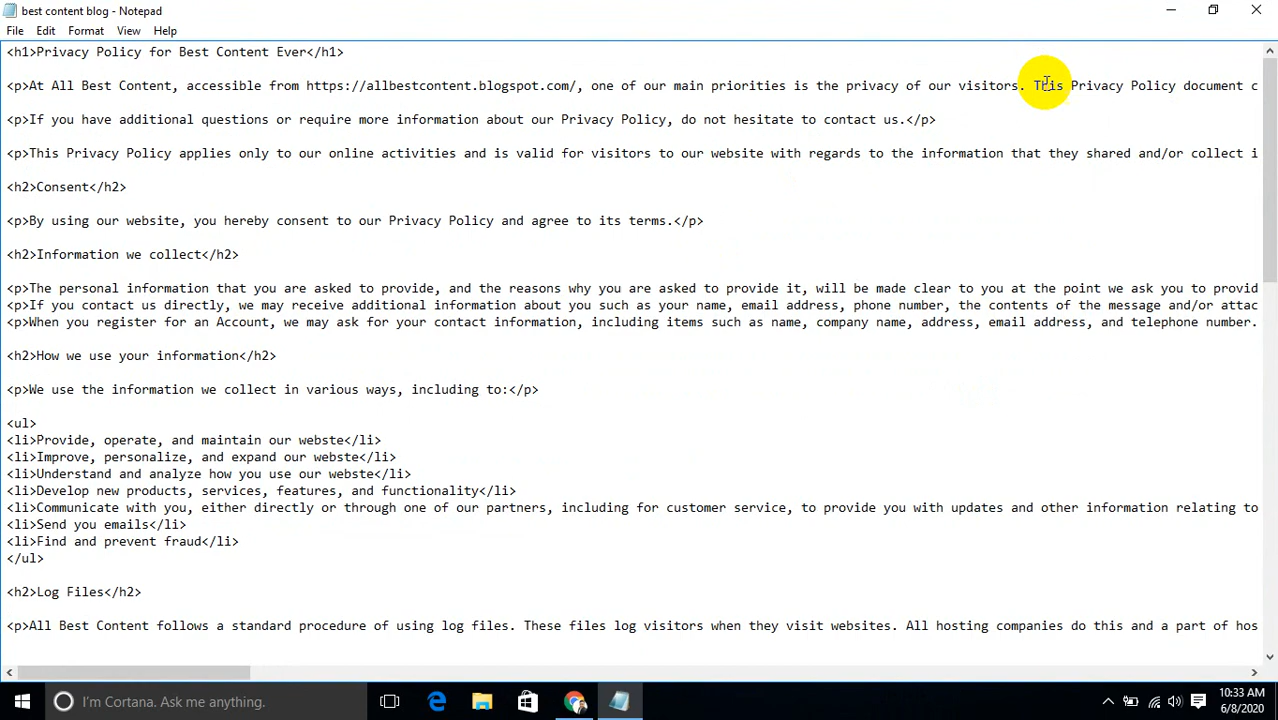 best content blog - Notepad
File Edit Format View Help
<h1>Privacy Policy for Best Content Ever</h1>
<p>At All Best Content, accessible from https://allbestcontent.blogspot.com/, one of our main priorities is the privacy of our visitors. This Privacy Policy document c
<p>If you have additional questions or require more information about our Privacy Policy, do not hesitate to contact us.</p>
<p>This Privacy Policy applies only to our online activities and is valid for visitors to our website with regards to the information that they shared and/or collect i
<h2>Consent</h2>
<p>By using our website, you hereby consent to our Privacy Policy and agree to its terms.</p>
<h2>Information we collect</h2>
<p>The personal information that you are asked to provide, and the reasons why you are asked to provide it, will be made clear to you at the point we ask you to provid
<p>If you contact us directly, we may receive additional information about you such as your name, email address, phone number, the contents of the message and/or attac
<p>When you register for an Account, we may ask for your contact information, including items such as name, company name, address, email address, and telephone number.
<h2>How we use your information</h2>
<p>We use the information we collect in various ways, including to:</p>
<ul>
<li>Provide, operate, and maintain our webste</li>
<li>Improve, personalize, and expand our webste</li>
<li>Understand and analyze how you use our webste</li>
<li>Develop new products, services, features, and functionality</li>
<li>Communicate with you, either directly or through one of our partners, including for customer service, to provide you with updates and other information relating to
<li>Send you emails</li>
<li>Find and prevent fraud</li>
</ul>
<h2>Log Files</h2>
<p>All Best Content follows a standard procedure of using log files. These files log visitors when they visit websites. All hosting companies do this and a part of hos
I'm Cortana. Ask me anything.
10:33 AM
6/8/2020